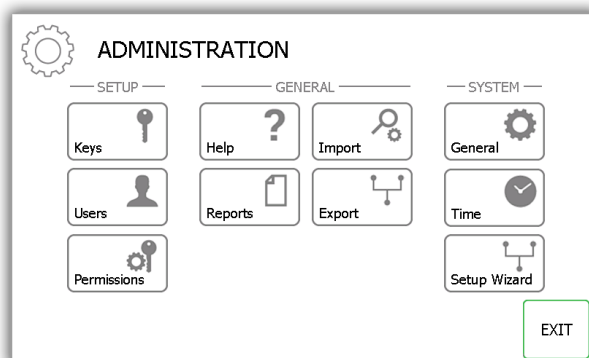 ADMINISTRATION
SETUP
GENERAL
SYSTEM
Keys
Help
Import
General
Users
Reports
Export
Time
Permissions
Setup Wizard
EXIT